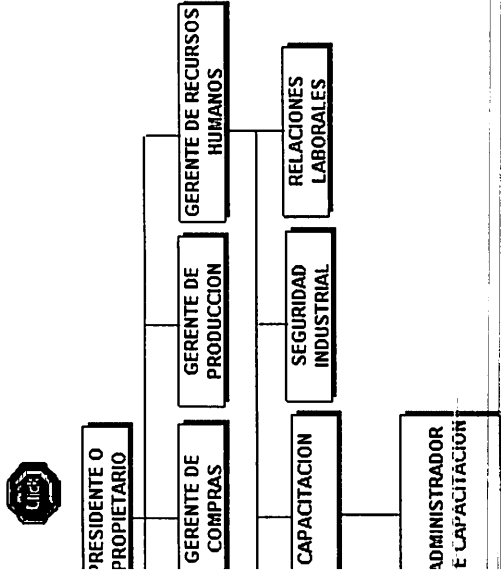 PRESIDENTE O
PROPIETARIO
GERENTE DE
COMPRAS
GERENTE DE
PRODUCCION
GERENTE DE RECURSOS
HUMANOS
CAPACITACION
SEGURIDAD
INDUSTRIAL
RELACIONES
LABORALES
ADMINISTRADOR
E CAPACITACION